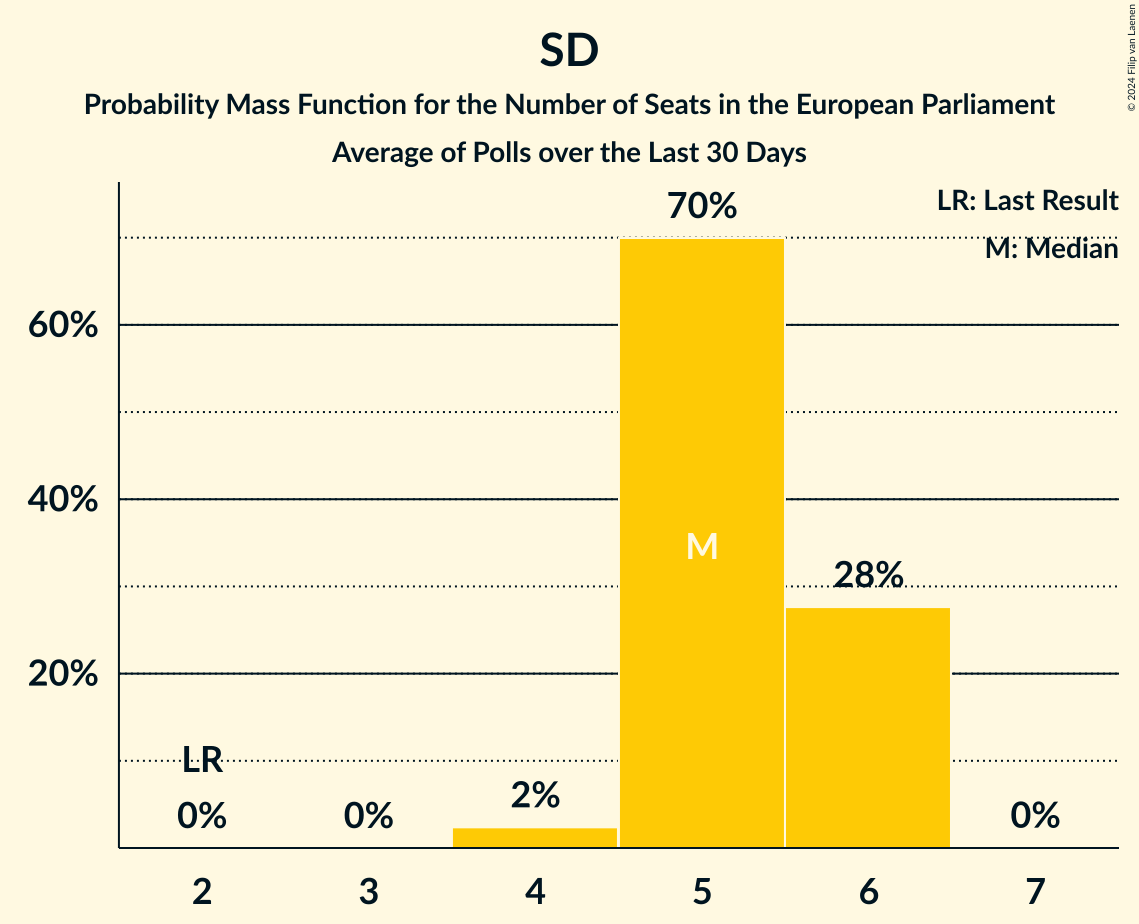 SD
Probability Mass Function for the Number of Seats in the European Parliament
Average of Polls over the Last 30 Days
© 2024 Filip van Laenen
LR: Last Result
M: Median
70%
60%
40%
M
28%
20%
LR
0%
0%
2%
0%
2
3
4
5
6
7